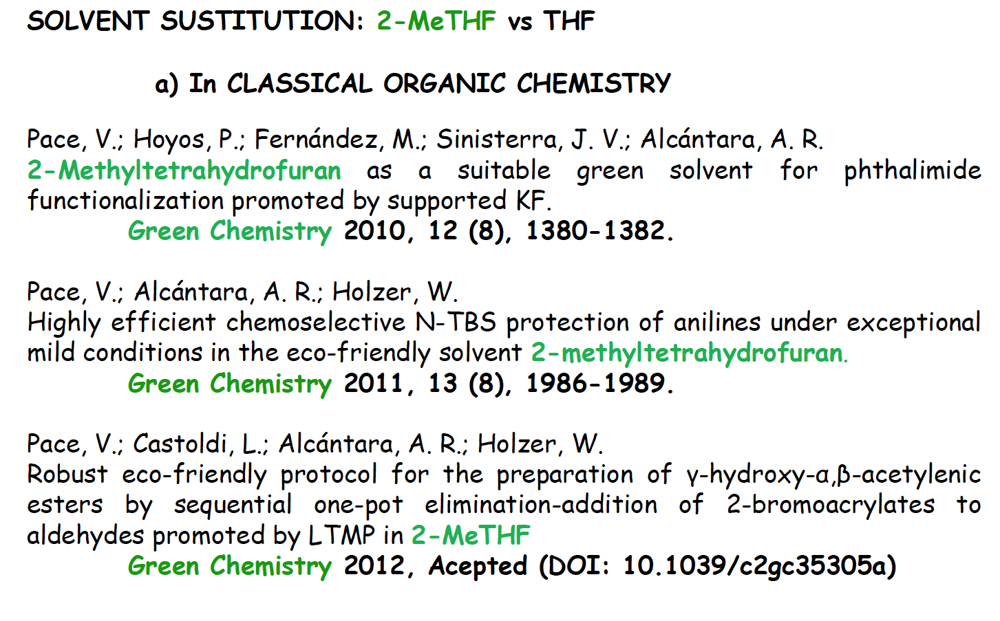 SOLVENT SUSTITUTION: 2-MeTHF vs THF
a) In CLASSICAL ORGANIC CHEMISTRY
Pace, V.; Hoyos, P.; Fernández, M.; Sinisterra, J. V.; Alcántara, A. R.
2-Methyltetrahydrofuran as a suitable green solvent for phthalimide
functionalization promoted by supported KF.
Green Chemistry 2010, 12 (8), 1380-1382.
Pace, V.; Alcántara, A. R.; Holzer, W.
Highly efficient chemoselective N-TBS protection of anilines under exceptional
mild conditions in the eco-friendly solvent 2-methyltetrahydrofuran.
Green Chemistry 2011, 13 (8), 1986-1989.
Pace, V.; Castoldi, L.; Alcántara, A. R.; Holzer, W.
Robust eco-friendly protocol for the preparation of γ-hydroxy-α,β-acetylenic
esters by sequential one-pot elimination-addition of 2-bromoacrylates to
aldehydes promoted by LTMP in 2-MeTHF
Green Chemistry 2012, Acepted (DOI: 10.1039/c2gc35305a)